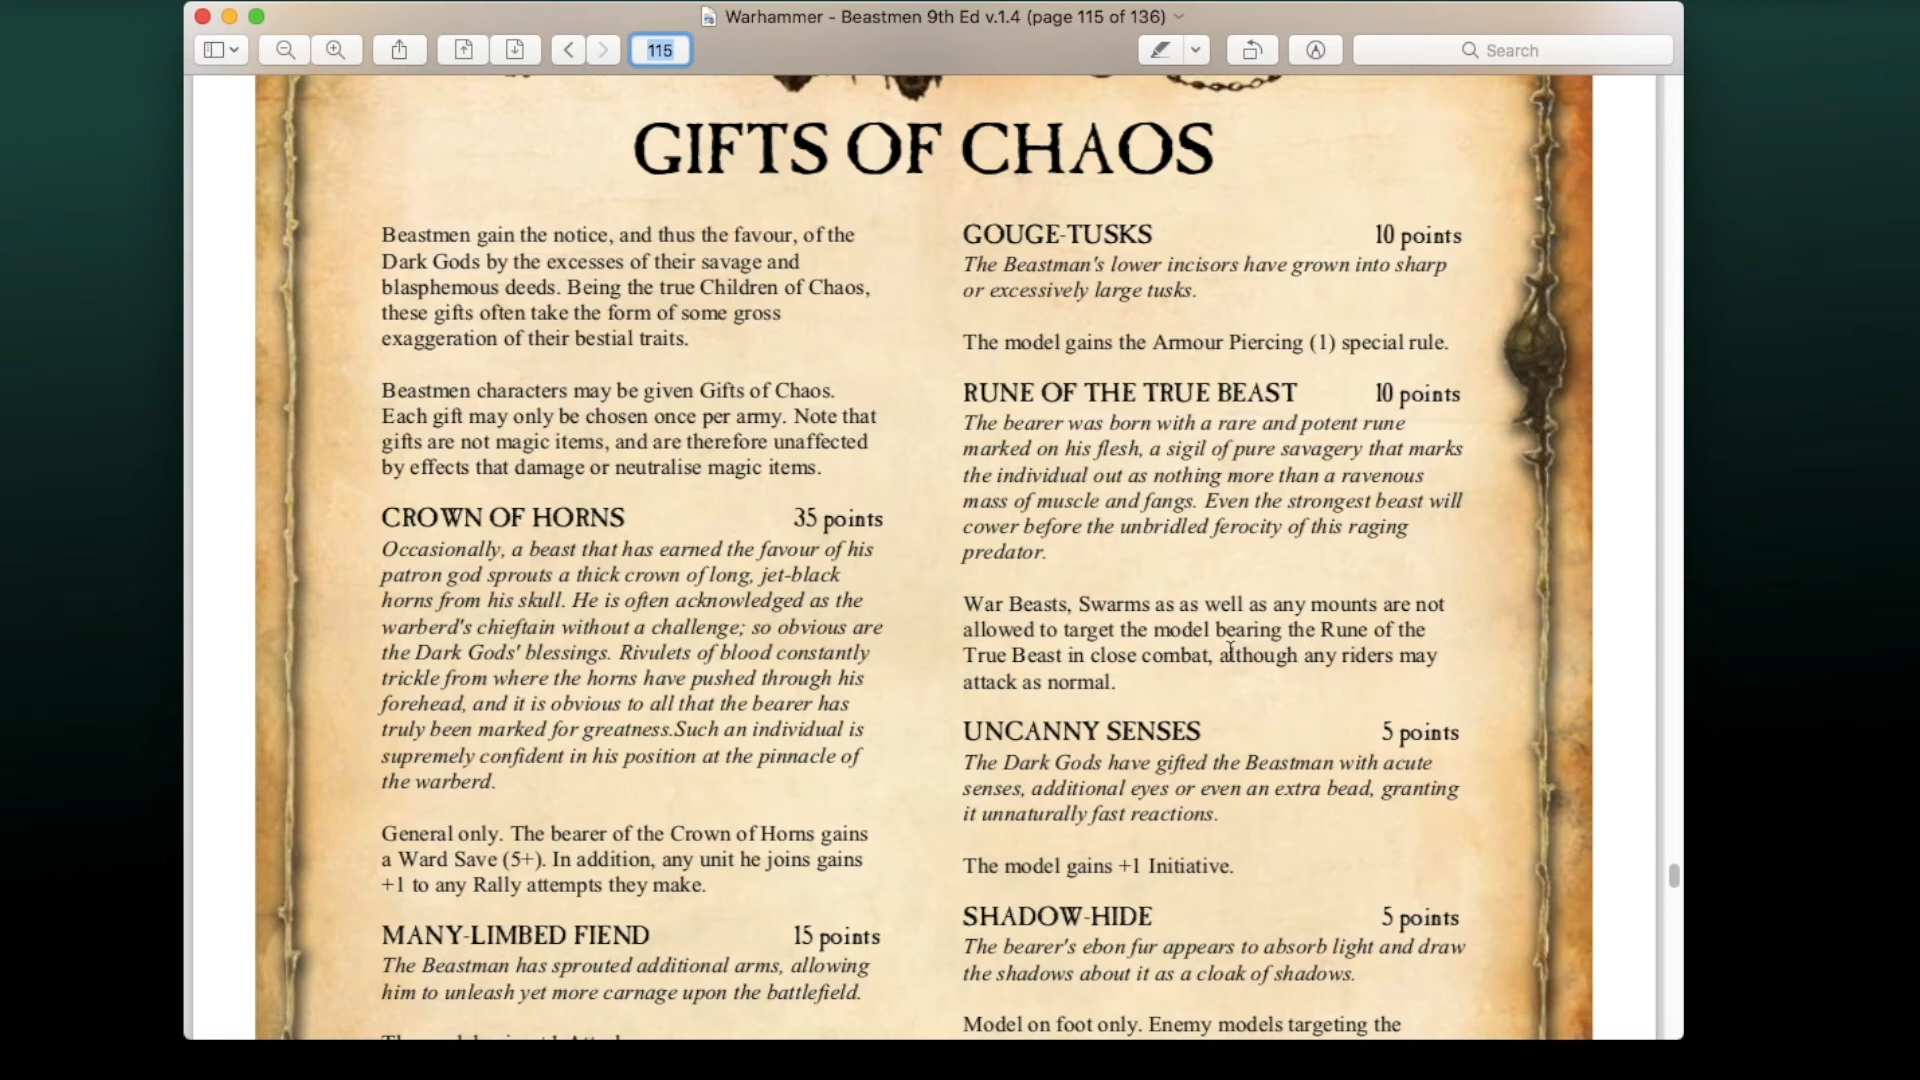 Warhammer - Beastmen 9th Ed v.1.4 (page 115 of 136)
115
Search
GIFTS OF CHAOS
Beastmen gain the notice, and thus the favour, of the
Dark Gods by the excesses of their savage and
blasphemous deeds. Being the true Children of Chaos,
these gifts often take the form of some gross
exaggeration of their bestial traits.
Beastmen characters may be given Gifts of Chaos.
Each gift may only be chosen once per army. Note that
gifts are not magic items, and are therefore unaffected
by effects that damage or neutralise magic items.
CROWN OF HORNS 35 points
Occasionally, a beast that has earned the favour of his
patron god sprouts a thick crown of long, jet-black
horns from his skull. He is often acknowledged as the
warberd's chieftain without a challenge; so obvious are
the Dark Gods' blessings. Rivulets of blood constantly
trickle from where the horns have pushed through his
forehead, and it is obvious to all that the bearer has
truly been marked for greatness.Such an individual is
supremely confident in his position at the pinnacle of
the warberd.
General only. The bearer of the Crown of Horns gains
a Ward Save (5+). In addition, any unit he joins gains
+1 to any Rally attempts they make.
MANY-LIMBED FIEND 15 points
The Beastman has sprouted additional arms, allowing
him to unleash yet more carnage upon the battlefield.
GOUGE-TUSKS 10 points
The Beastman's lower incisors have grown into sharp
or excessively large tusks.
The model gains the Armour Piercing (1) special rule.
RUNE OF THE TRUE BEAST 10 points
The bearer was born with a rare and potent rune
marked on his flesh, a sigil of pure savagery that marks
the individual out as nothing more than a ravenous
mass of muscle and fangs. Even the strongest beast will
cower before the unbridled ferocity of this raging
predator.
War Beasts, Swarms as as well as any mounts are not
allowed to target the model bearing the Rune of the
True Beast in close combat, although any riders may
attack as normal.
UNCANNY SENSES 5 points
The Dark Gods have gifted the Beastman with acute
senses, additional eyes or even an extra bead, granting
it unnaturally fast reactions.
The model gains +1 Initiative.
SHADOW-HIDE 5 points
The bearer's ebon fur appears to absorb light and draw
the shadows about it as a cloak of shadows.
Model on foot only. Enemy models targeting the